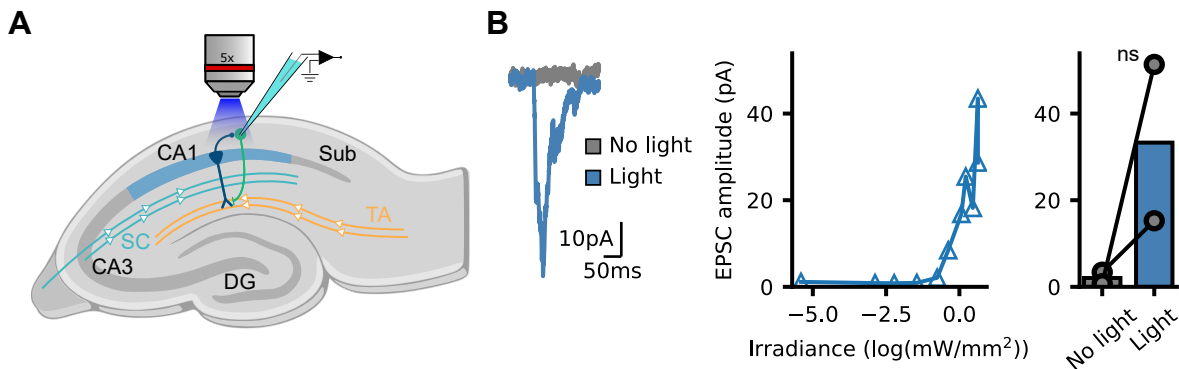 A
5x
CA1
Sub
SC
TA
CA3
DG
B
No light
Light
10pA
50ms
EPSC amplitude (pA)
40
20
0
−5.0
−2.5
0.0
Irradiance (log(mW/mm²))
ns
40
20
0
No light
Light